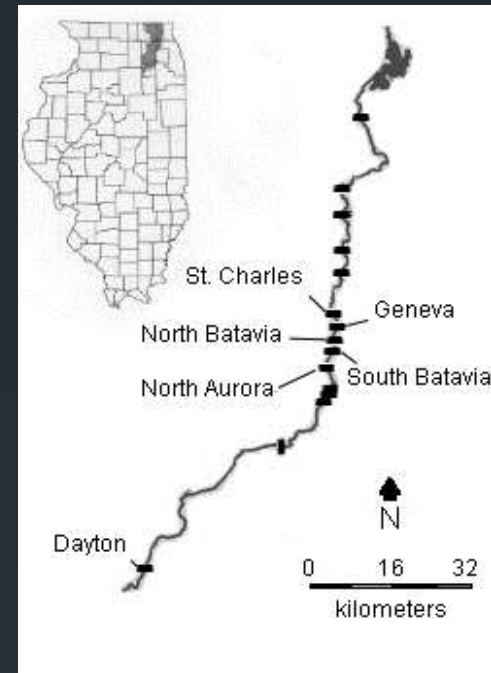 St. Charles
Geneva
North Batavia
South Batavia
North Aurora
N
Dayton
0 16 32
kilometers